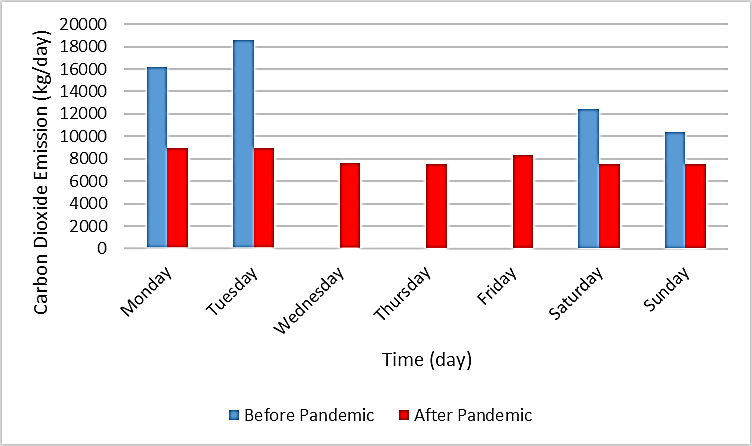 20000
18000
16000
14000
12000
10000
8000
6000
4000
2000
0
Carbon Dioxide Emission (kg/day)
Monday
Tuesday
Wednesday
Thursday
Friday
Saturday
Sunday
Time (day)
Before Pandemic After Pandemic